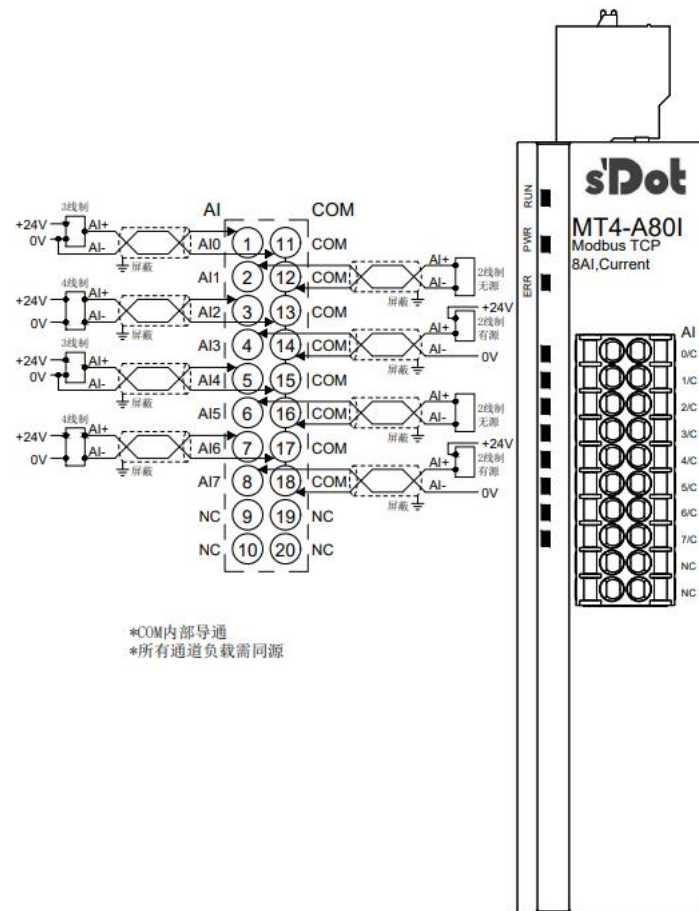 s'Dot
MT4-A80I
Modbus TCP
8AI,Current
RUN
PWR
ERR
AI
0/C
1/C
2/C
3/C
4/C
5/C
6/C
7/C
NC
NC
AI COM
3线制
+24V AI+
0V AI-
屏蔽
AI0 1 11 COM
AI1 2 12 COM
AI+ 2线制
AI- 无源
屏蔽
4线制
+24V AI+
0V AI-
屏蔽
AI2 3 13 COM
AI3 4 14 COM
+24V
AI+ 2线制
有源
AI- 0V
屏蔽
3线制
+24V AI+
0V AI-
屏蔽
AI4 5 15 COM
AI5 6 16 COM
AI+ 2线制
AI- 无源
屏蔽
4线制
+24V AI+
0V AI-
屏蔽
AI6 7 17 COM
AI7 8 18 COM
+24V
AI+ 2线制
有源
AI- 0V
屏蔽
NC 9 19 NC
NC 10 20 NC
*COM内部导通
*所有通道负载需同源